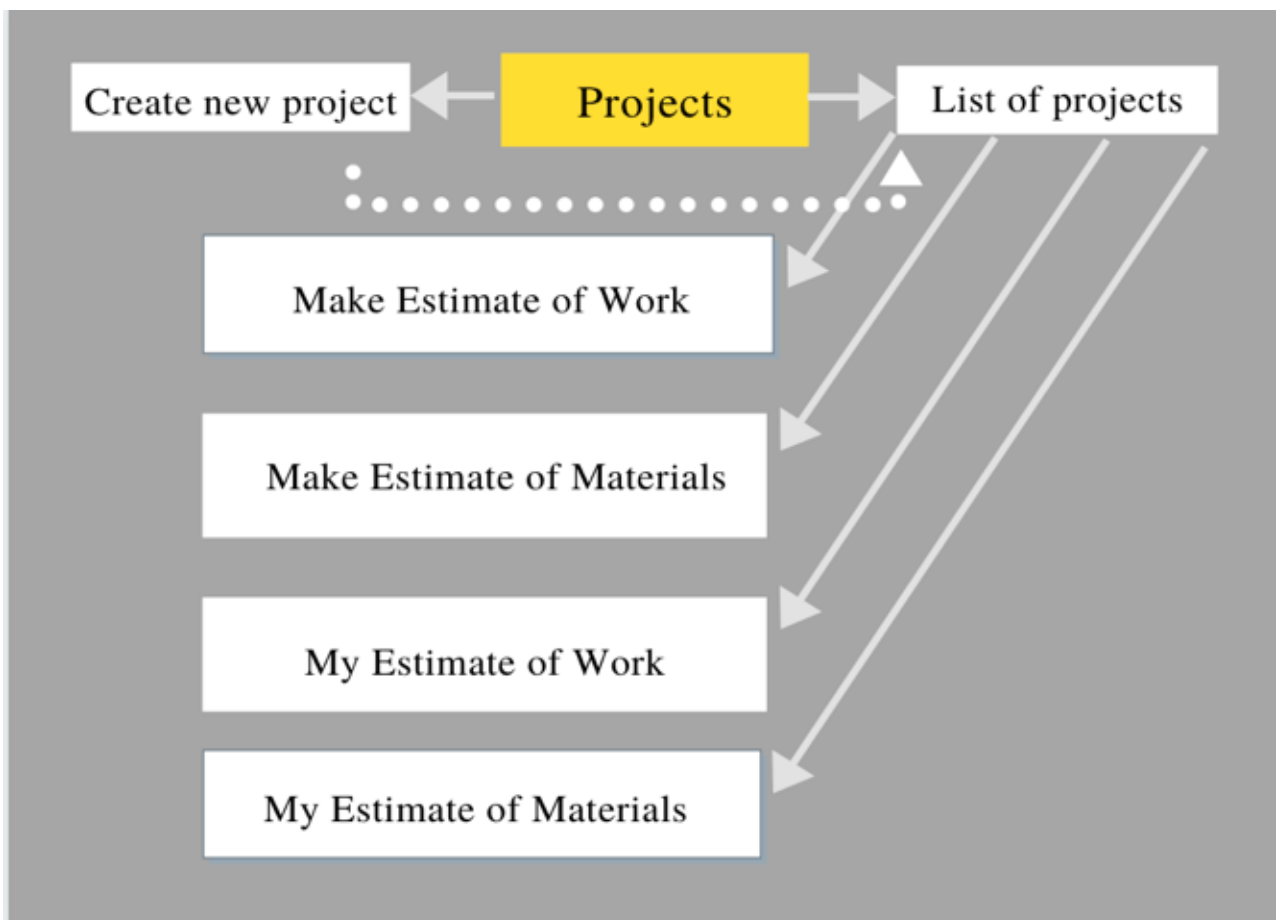 Create new project
Projects
List of projects
Make Estimate of Work
Make Estimate of Materials
My Estimate of Work
My Estimate of Materials